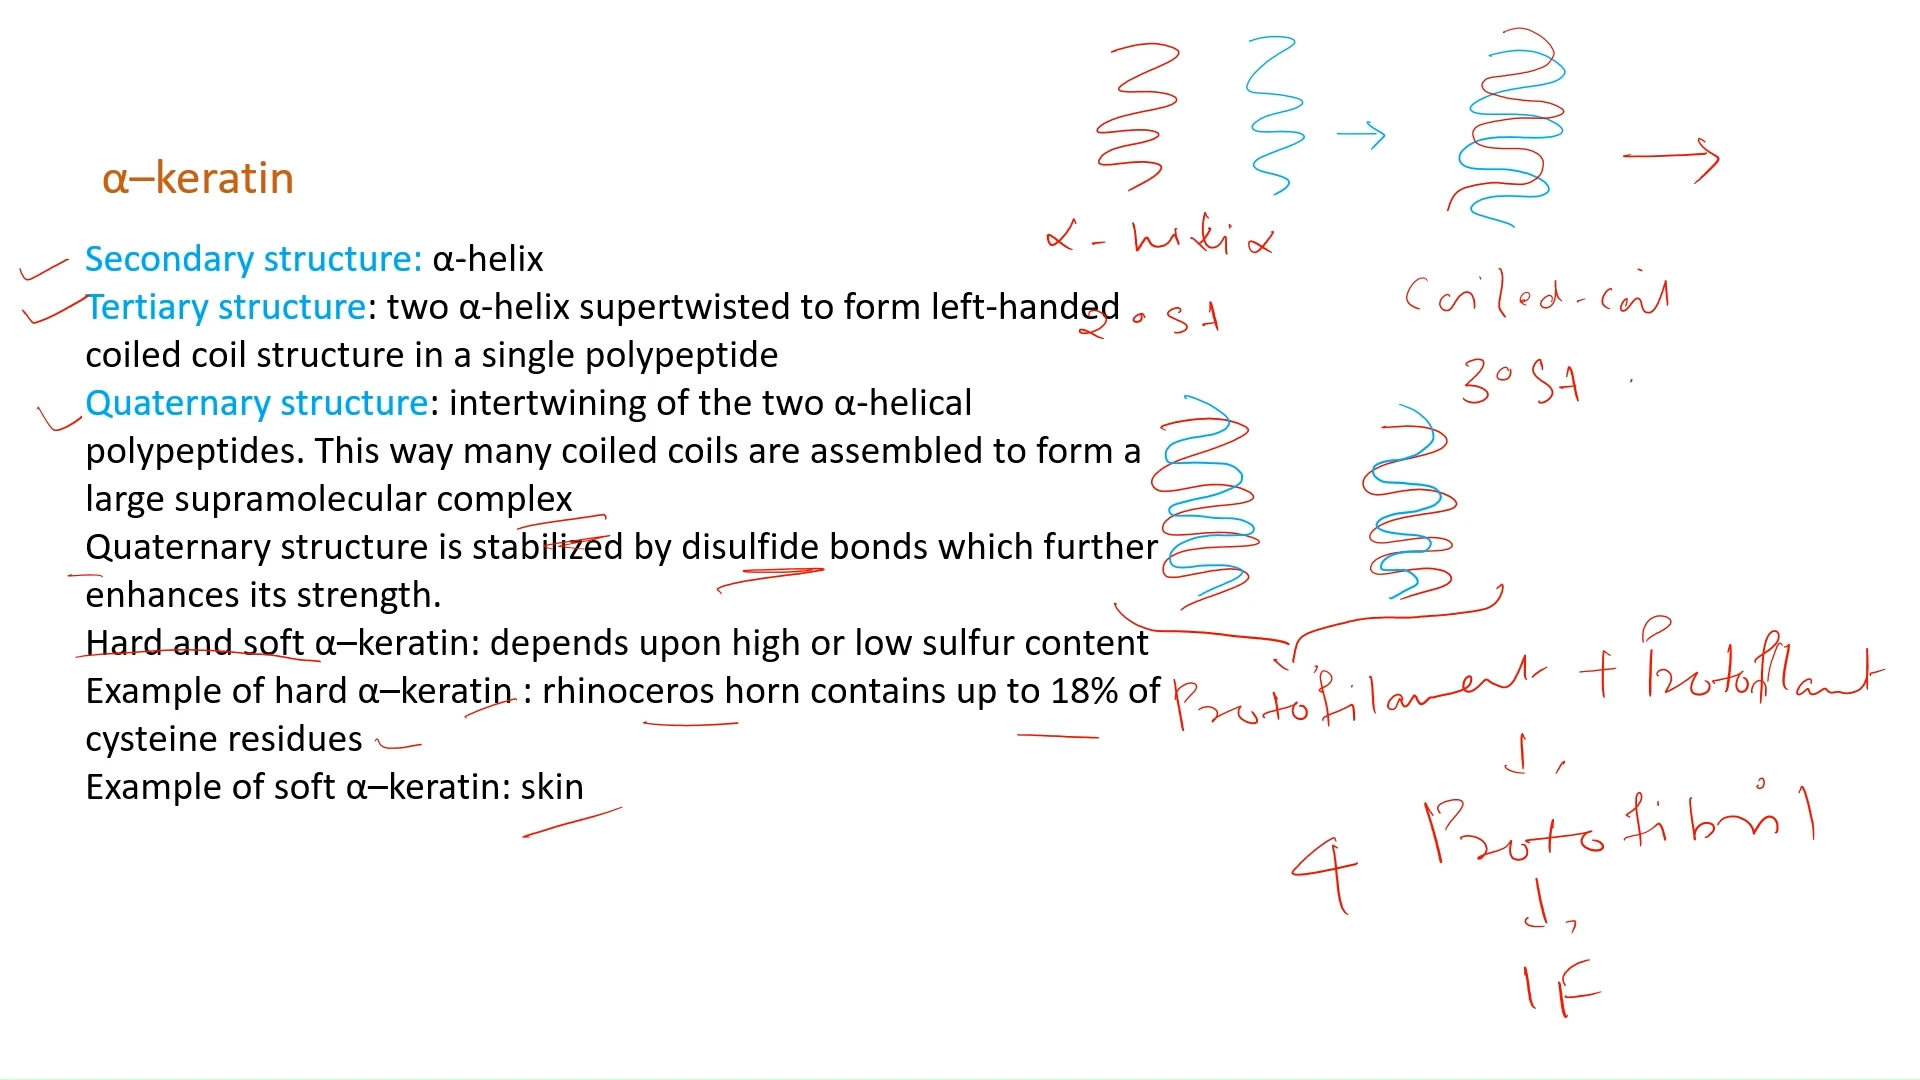 α–keratin
Secondary structure: α-helix
Tertiary structure: two α-helix supertwisted to form left-handed
coiled coil structure in a single polypeptide
Quaternary structure: intertwining of the two α-helical
polypeptides. This way many coiled coils are assembled to form a
large supramolecular complex
Quaternary structure is stabilized by disulfide bonds which further
enhances its strength.
Hard and soft α–keratin: depends upon high or low sulfur content
Example of hard α–keratin : rhinoceros horn contains up to 18% of
cysteine residues
Example of soft α–keratin: skin
α-
2°
Coiled-coil
3°
Protofilament +
4 Protofibril
IF